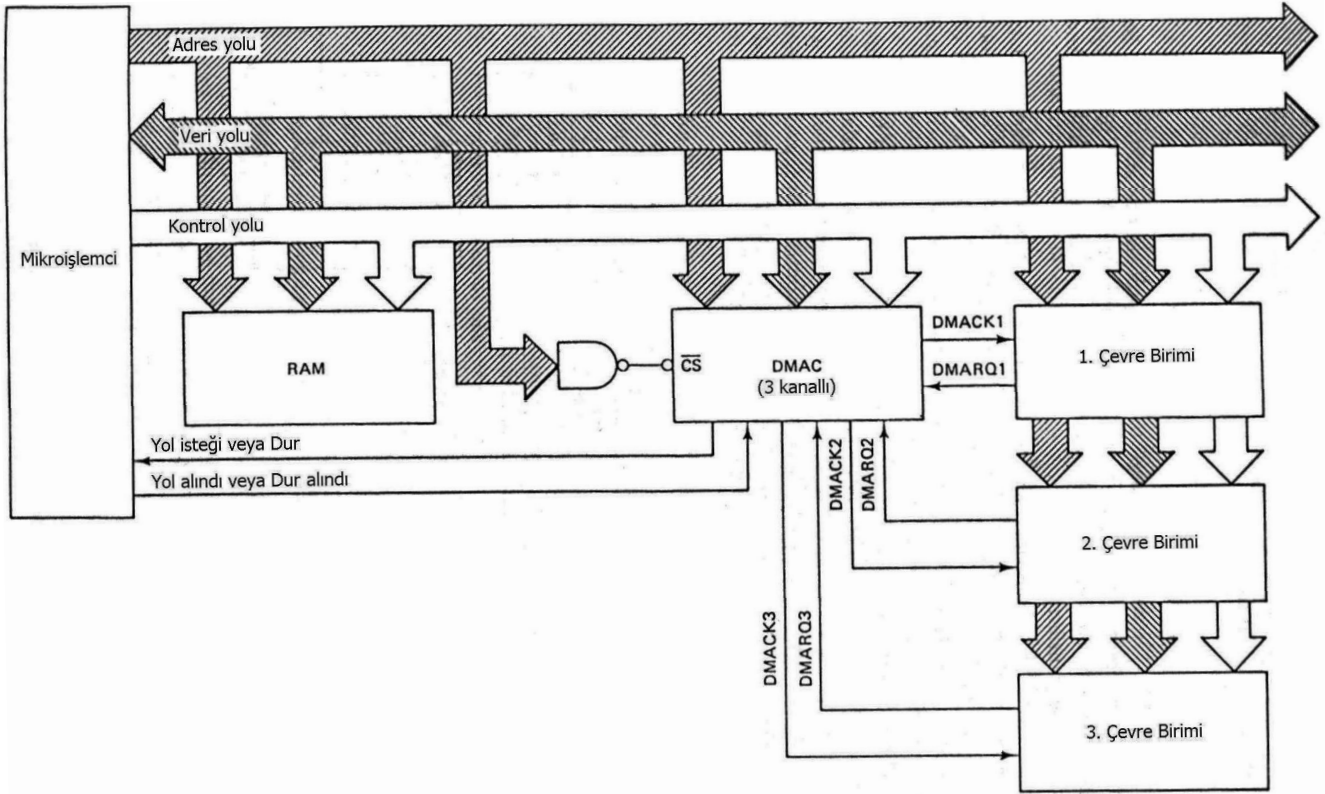 Adres yolu
Veri yolu
Kontrol yolu
Mikroişlemci
RAM
CS
DMAC
(3 kanallı)
DMACK1
DMARQ1
1. Çevre Birimi
Yol isteği veya Dur
Yol alındı veya Dur alındı
DMACK2
DMARQ2
2. Çevre Birimi
DMACK3
DMARQ3
3. Çevre Birimi